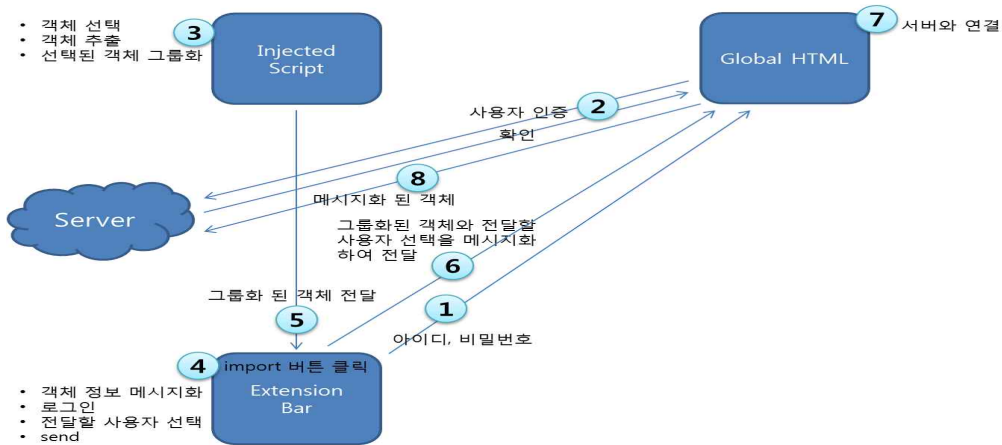 • 객체 선택
• 객체 추출
• 선택된 객체 그룹화
3
Injected
Script
Global HTML
7
서버와 연결
사용자 인증
2
확인
8
메시지화 된 객체
Server
그룹화된 객체와 전달할
사용자 선택을 메시지화
하여 전달
6
그룹화 된 객체 전달
5
1
아이디, 비밀번호
4
import 버튼 클릭
Extension
Bar
• 객체 정보 메시지화
• 로그인
• 전달할 사용자 선택
• send